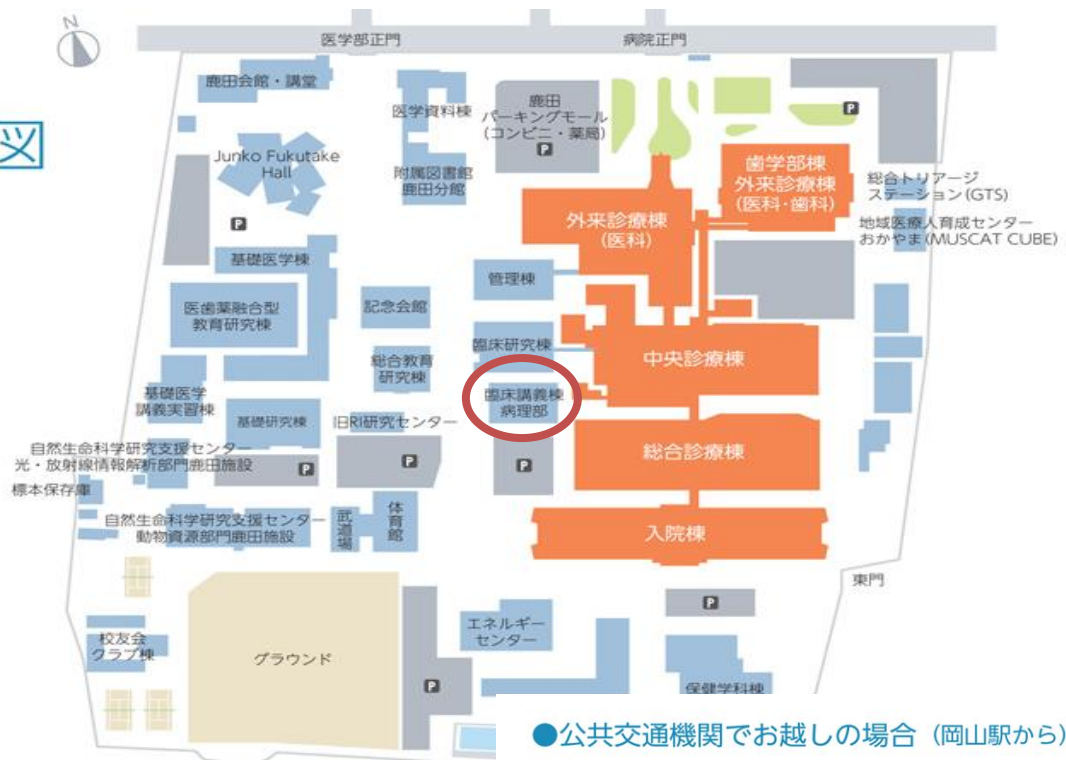 N
医学部正門
病院正門
図
鹿田会館・講堂
医学資料棟
鹿田
パーキングモール
(コンビニ・薬局)
P
P
Junko Fukutake
Hall
附属図書館
鹿田分館
歯学部棟
外来診療棟
(医科・歯科)
総合トリアージ
ステーション(GTS)
地域医療人育成センター
おかやま(MUSCAT CUBE)
P
外来診療棟
(医科)
基礎医学棟
管理棟
医歯薬融合型
教育研究棟
記念会館
臨床研究棟
中央診療棟
総合教育
研究棟
基礎医学
講義実習棟
臨床講義棟
病理部
基礎研究棟
旧RI研究センター
自然生命科学研究支援センター
光・放射線情報解析部門鹿田施設
P
P
P
総合診療棟
標本保存庫
自然生命科学研究支援センター
動物資源部門鹿田施設
武道場
体育館
入院棟
東門
P
校友会
クラブ棟
グラウンド
エネルギー
センター
P
保健学科棟
●公共交通機関でお越しの場合（岡山駅から）